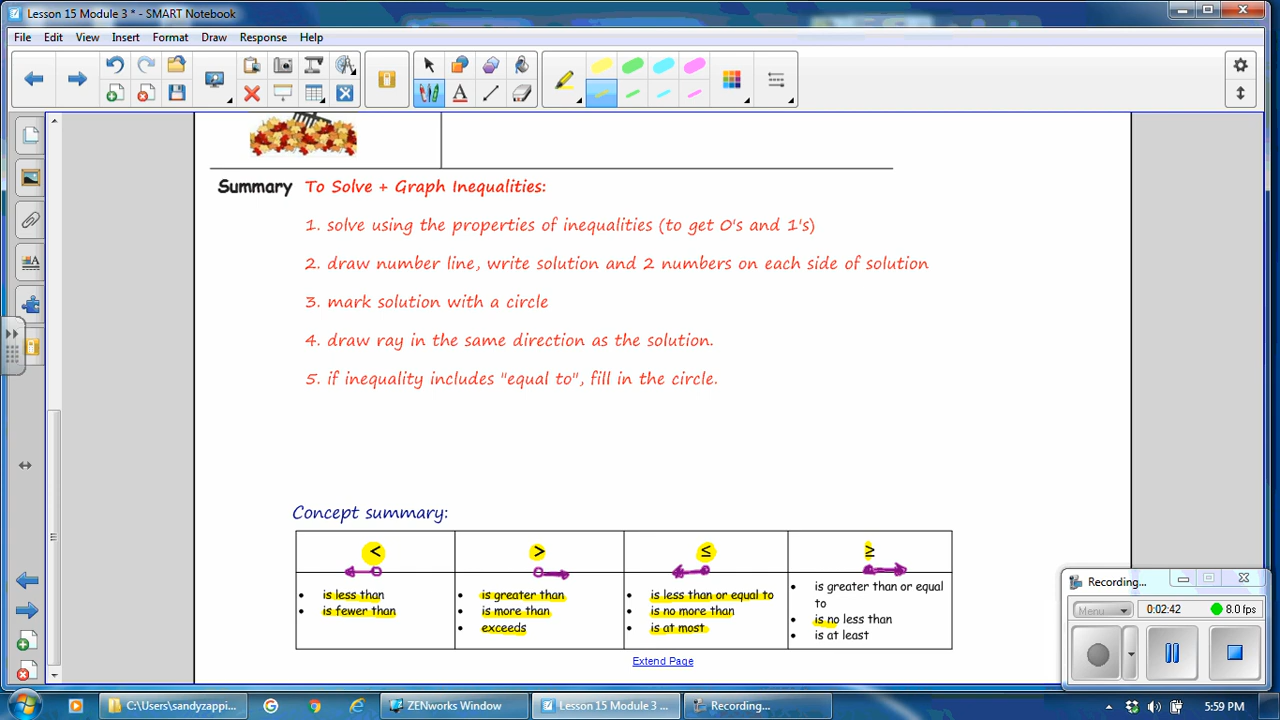 Lesson 15 Module 3 * - SMART Notebook
File Edit View Insert Format Draw Response Help
Summary To Solve + Graph Inequalities:
1. solve using the properties of inequalities (to get 0's and 1's)
2. draw number line, write solution and 2 numbers on each side of solution
3. mark solution with a circle
4. draw ray in the same direction as the solution.
5. if inequality includes "equal to", fill in the circle.
Concept summary:
< > ≤ ≥
• is less than
• is fewer than
• is greater than
• is more than
• exceeds
• is less than or equal to
• is no more than
• is at most
• is greater than or equal
to
• is no less than
• is at least
Extend Page
Recording...
Menu 0:02:42 8.0 fps
C:\Users\sandyzappi... ZENworks Window Lesson 15 Module 3 ... Recording... 5:59 PM